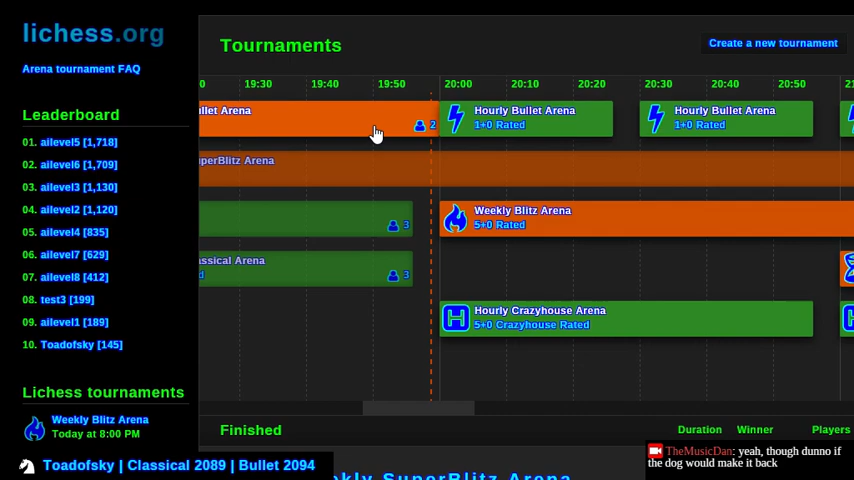 lichess.org
Arena tournament FAQ
Leaderboard
01. ailevel5 [1,718]
02. ailevel6 [1,709]
03. ailevel3 [1,130]
04. ailevel2 [1,120]
05. ailevel4 [835]
06. ailevel7 [629]
07. ailevel8 [412]
08. test3 [199]
09. ailevel1 [189]
10. Toadofsky [145]
Lichess tournaments
Weekly Blitz Arena
Today at 8:00 PM
Tournaments
Create a new tournament
0 19:30 19:40 19:50 20:00 20:10 20:20 20:30 20:40 20:50 21
llet Arena
2
Hourly Bullet Arena
1+0 Rated
Hourly Bullet Arena
1+0 Rated
uperBlitz Arena
3
Weekly Blitz Arena
5+0 Rated
assical Arena
d
3
Hourly Crazyhouse Arena
5+0 Crazyhouse Rated
Finished
Duration Winner Players
ekly SuperBlitz Arena
Toadofsky | Classical 2089 | Bullet 2094
TheMusicDan: yeah, though dunno if
the dog would make it back